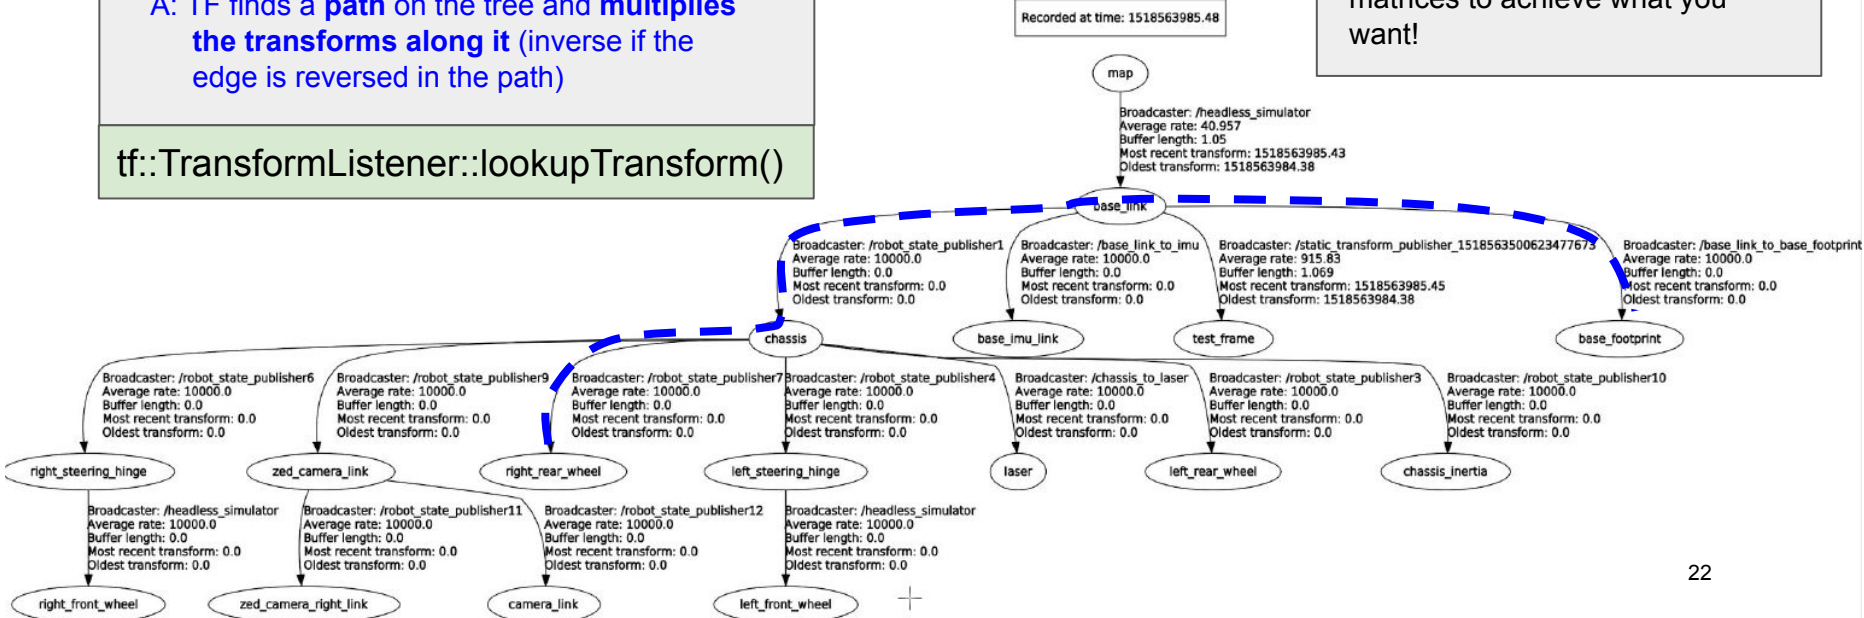 A: TF finds a path on the tree and multiplies
the transforms along it (inverse if the
edge is reversed in the path)
tf::TransformListener::lookupTransform()
Recorded at time: 1518563985.48
matrices to achieve what you
want!
map
Broadcaster: /headless_simulator
Average rate: 40.957
Buffer length: 1.05
Most recent transform: 1518563985.43
Oldest transform: 1518563984.38
base_link
Broadcaster: /robot_state_publisher1
Average rate: 10000.0
Buffer length: 0.0
Most recent transform: 0.0
Oldest transform: 0.0
Broadcaster: /base_link_to_imu
Average rate: 10000.0
Buffer length: 0.0
Most recent transform: 0.0
Oldest transform: 0.0
Broadcaster: /static_transform_publisher_1518563500623477673
Average rate: 915.83
Buffer length: 1.069
Most recent transform: 1518563985.45
Oldest transform: 1518563984.38
Broadcaster: /base_link_to_base_footprint
Average rate: 10000.0
Buffer length: 0.0
Most recent transform: 0.0
Oldest transform: 0.0
chassis
base_imu_link
test_frame
base_footprint
Broadcaster: /robot_state_publisher6
Average rate: 10000.0
Buffer length: 0.0
Most recent transform: 0.0
Oldest transform: 0.0
Broadcaster: /robot_state_publisher9
Average rate: 10000.0
Buffer length: 0.0
Most recent transform: 0.0
Oldest transform: 0.0
Broadcaster: /robot_state_publisher7
Average rate: 10000.0
Buffer length: 0.0
Most recent transform: 0.0
Oldest transform: 0.0
Broadcaster: /robot_state_publisher4
Average rate: 10000.0
Buffer length: 0.0
Most recent transform: 0.0
Oldest transform: 0.0
Broadcaster: /chassis_to_laser
Average rate: 10000.0
Buffer length: 0.0
Most recent transform: 0.0
Oldest transform: 0.0
Broadcaster: /robot_state_publisher3
Average rate: 10000.0
Buffer length: 0.0
Most recent transform: 0.0
Oldest transform: 0.0
Broadcaster: /robot_state_publisher10
Average rate: 10000.0
Buffer length: 0.0
Most recent transform: 0.0
Oldest transform: 0.0
right_steering_hinge
zed_camera_link
right_rear_wheel
left_steering_hinge
laser
left_rear_wheel
chassis_inertia
Broadcaster: /headless_simulator
Average rate: 10000.0
Buffer length: 0.0
Most recent transform: 0.0
Oldest transform: 0.0
Broadcaster: /robot_state_publisher11
Average rate: 10000.0
Buffer length: 0.0
Most recent transform: 0.0
Oldest transform: 0.0
Broadcaster: /robot_state_publisher12
Average rate: 10000.0
Buffer length: 0.0
Most recent transform: 0.0
Oldest transform: 0.0
Broadcaster: /headless_simulator
Average rate: 10000.0
Buffer length: 0.0
Most recent transform: 0.0
Oldest transform: 0.0
right_front_wheel
zed_camera_right_link
camera_link
left_front_wheel
22